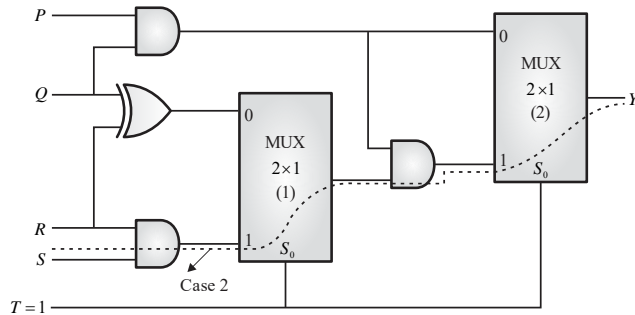 P
0
MUX
2×1
(2)
Y
Q
0
MUX
2×1
(1)
1
S₀
R
1
S₀
S
Case 2
T = 1